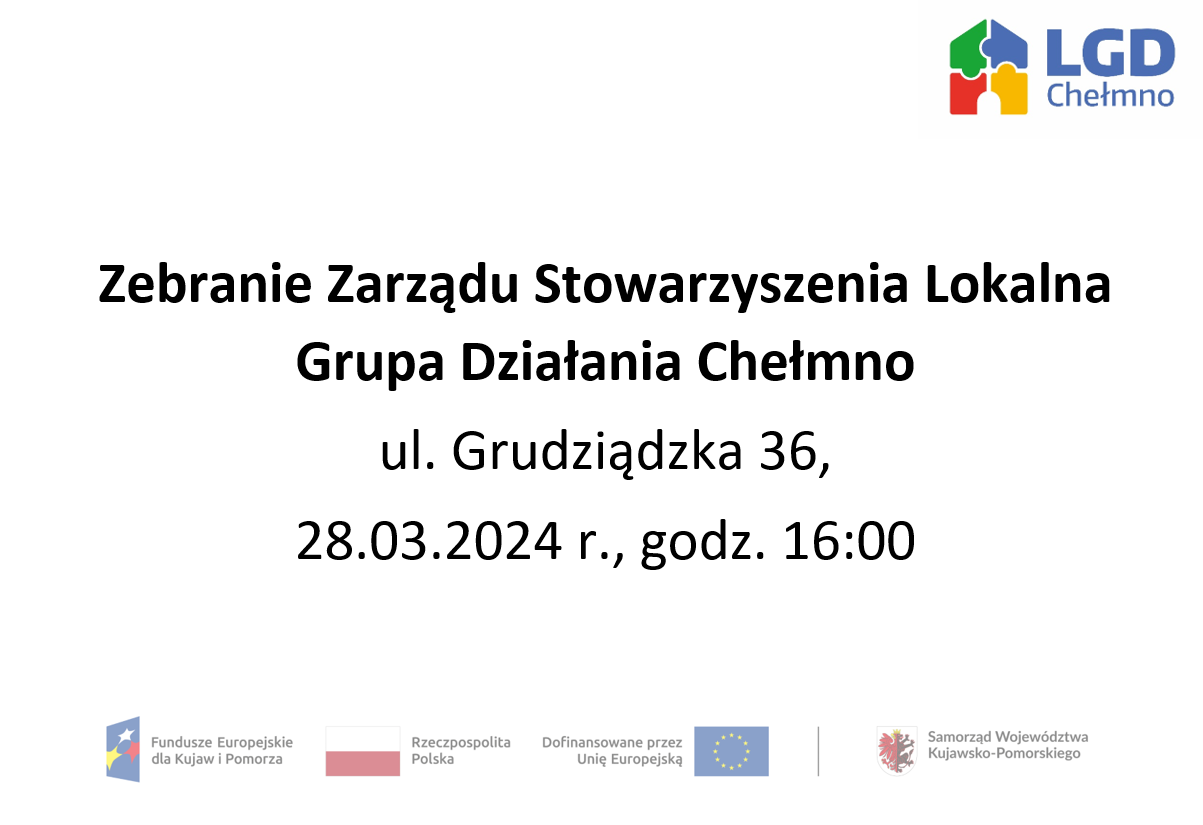 LGD
Chełmno
Zebranie Zarządu Stowarzyszenia Lokalna
Grupa Działania Chełmno
ul. Grudziądzka 36,
28.03.2024 r., godz. 16:00
Fundusze Europejskie
dla Kujaw i Pomorza
Rzeczpospolita
Polska
Dofinansowane przez
Unię Europejską
Samorząd Województwa
Kujawsko-Pomorskiego